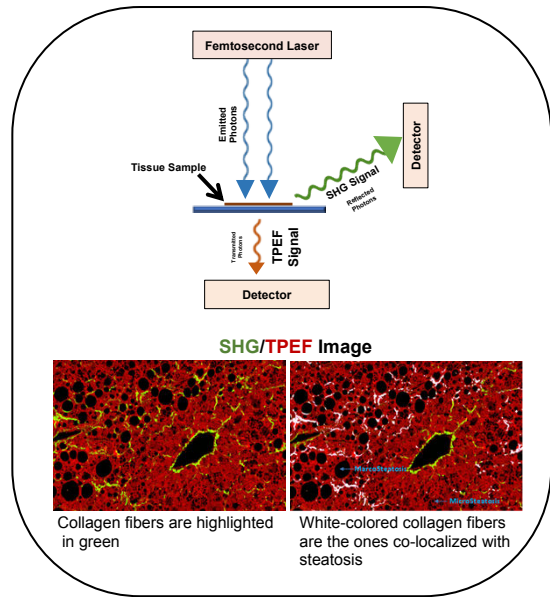 Femtosecond Laser
Emitted
Photons
Tissue Sample
SHG Signal
Reflected
Photons
Detector
Transmitted
Photons
TPEF
Signal
Detector
SHG/TPEF Image
MacroSteatosis
MicroSteatosis
Collagen fibers are highlighted
in green
White-colored collagen fibers
are the ones co-localized with
steatosis